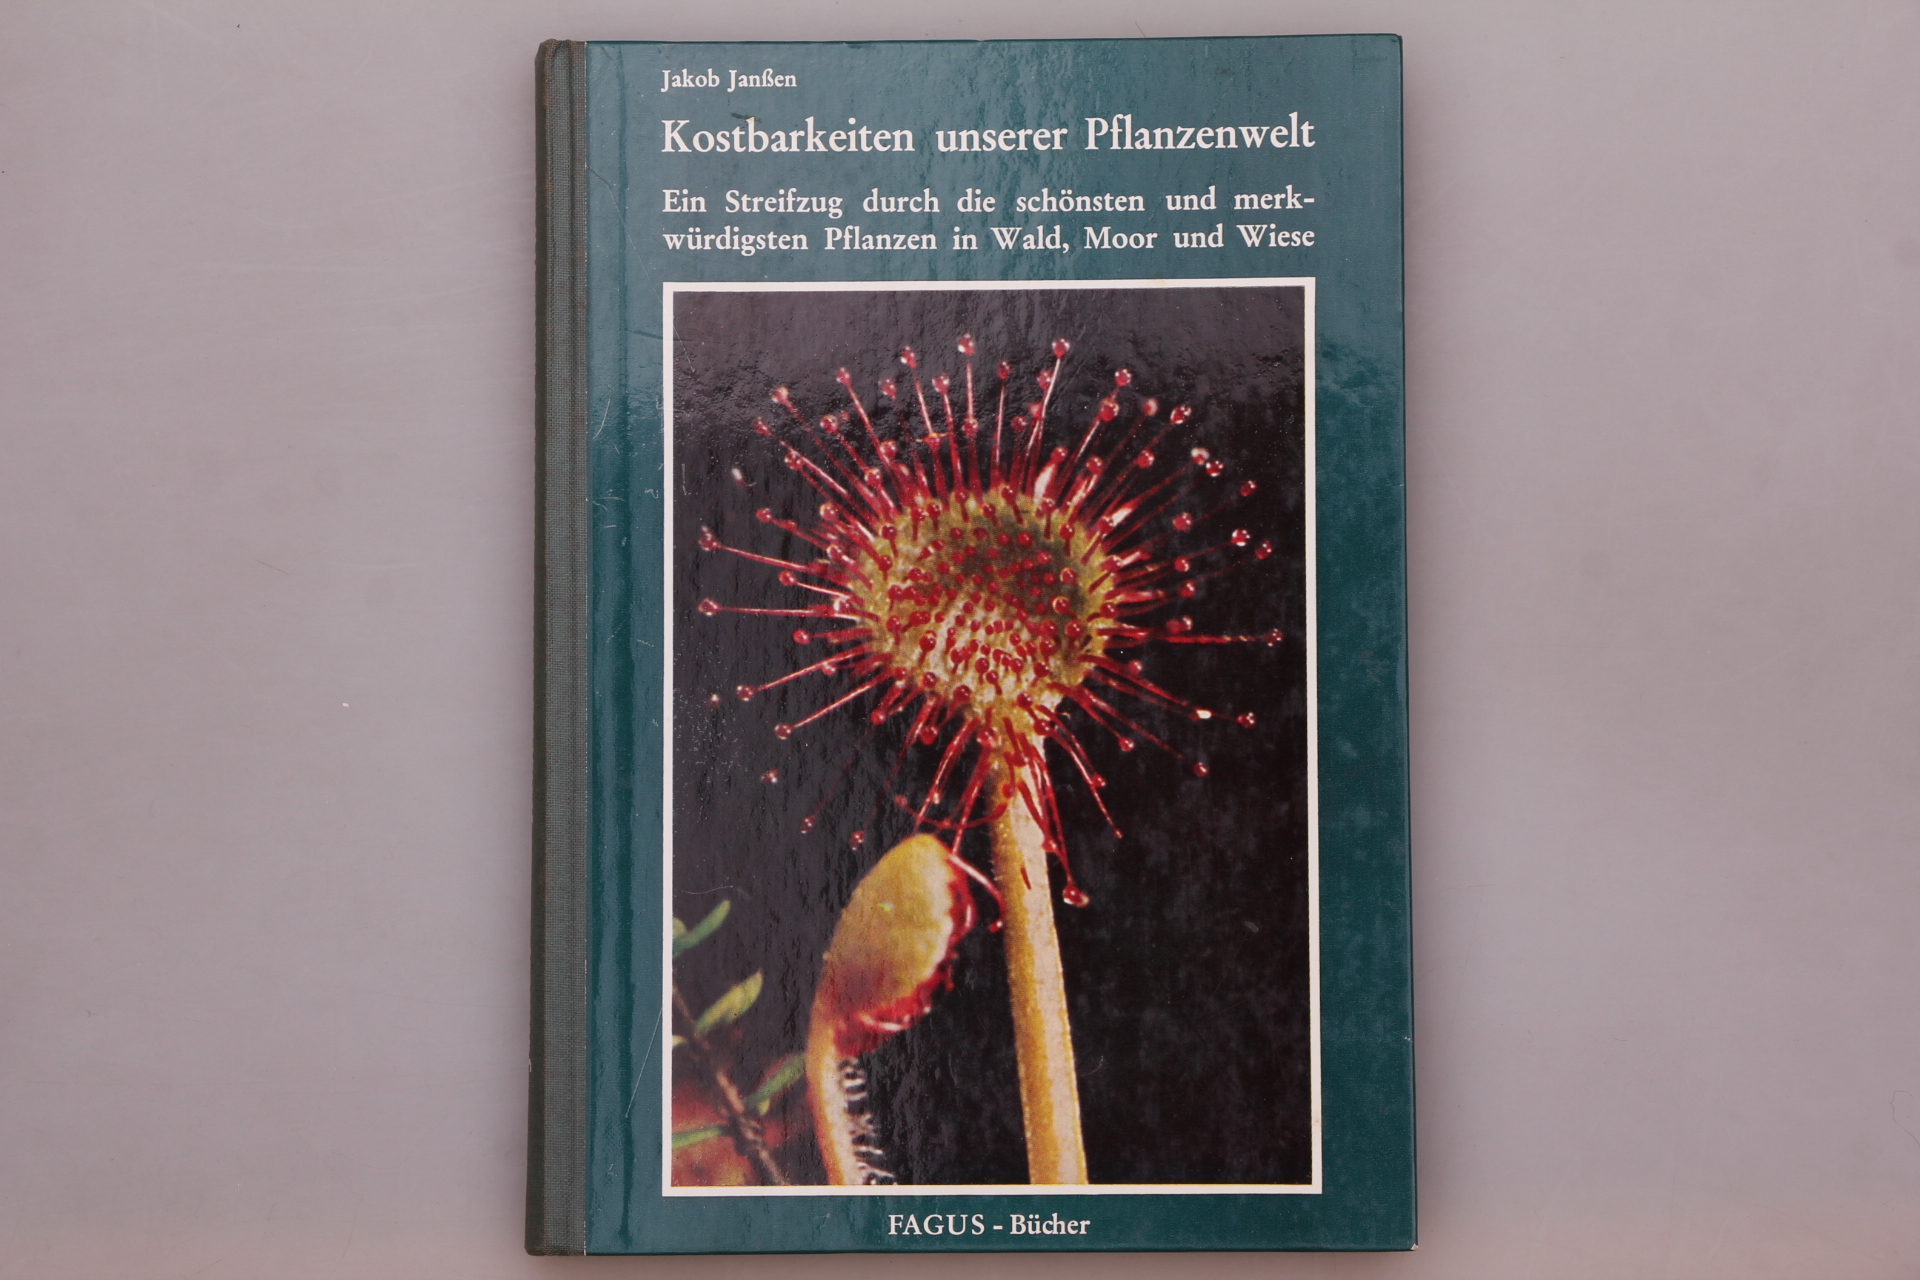 Jakob Janßen
Kostbarkeiten unserer Pflanzenwelt
Ein Streifzug durch die schönsten und merk-
würdigsten Pflanzen in Wald, Moor und Wiese
FAGUS - Bücher